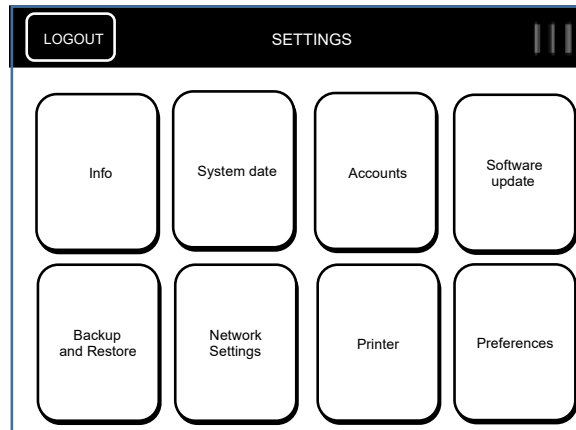 LOGOUT
SETTINGS
Info
System date
Accounts
Software
update
Backup
and Restore
Network
Settings
Printer
Preferences